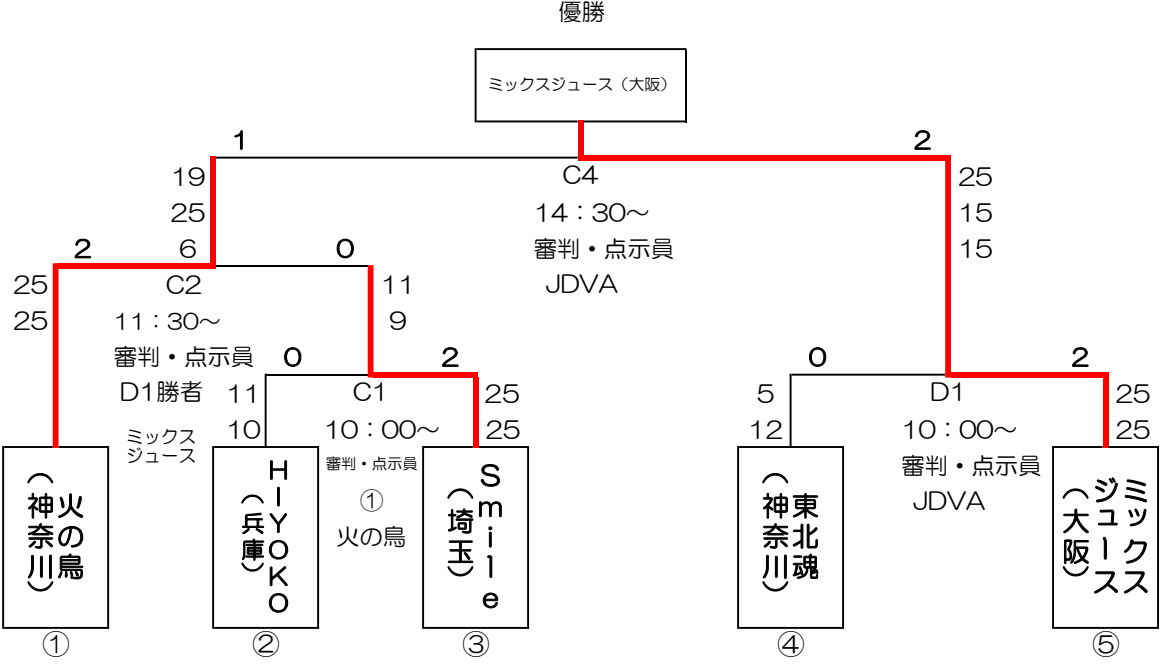 優勝
ミックスジュース（大阪）
1
2
19
25
6
C4
14：30～
審判・点示員
JDVA
25
15
15
2
0
25
25
C2
11：30～
審判・点示員
D1勝者
ミックス
ジュース
11
9
0
2
11
10
C1
10：00～
審判・点示員
①
火の鳥
25
25
0
2
5
12
D1
10：00～
審判・点示員
JDVA
25
25
火の鳥
（神奈川）
HIYOKO
（兵庫）
Smile
（埼玉）
東北魂
（神奈川）
ミックス
ジュース
（大阪）
①
②
③
④
⑤